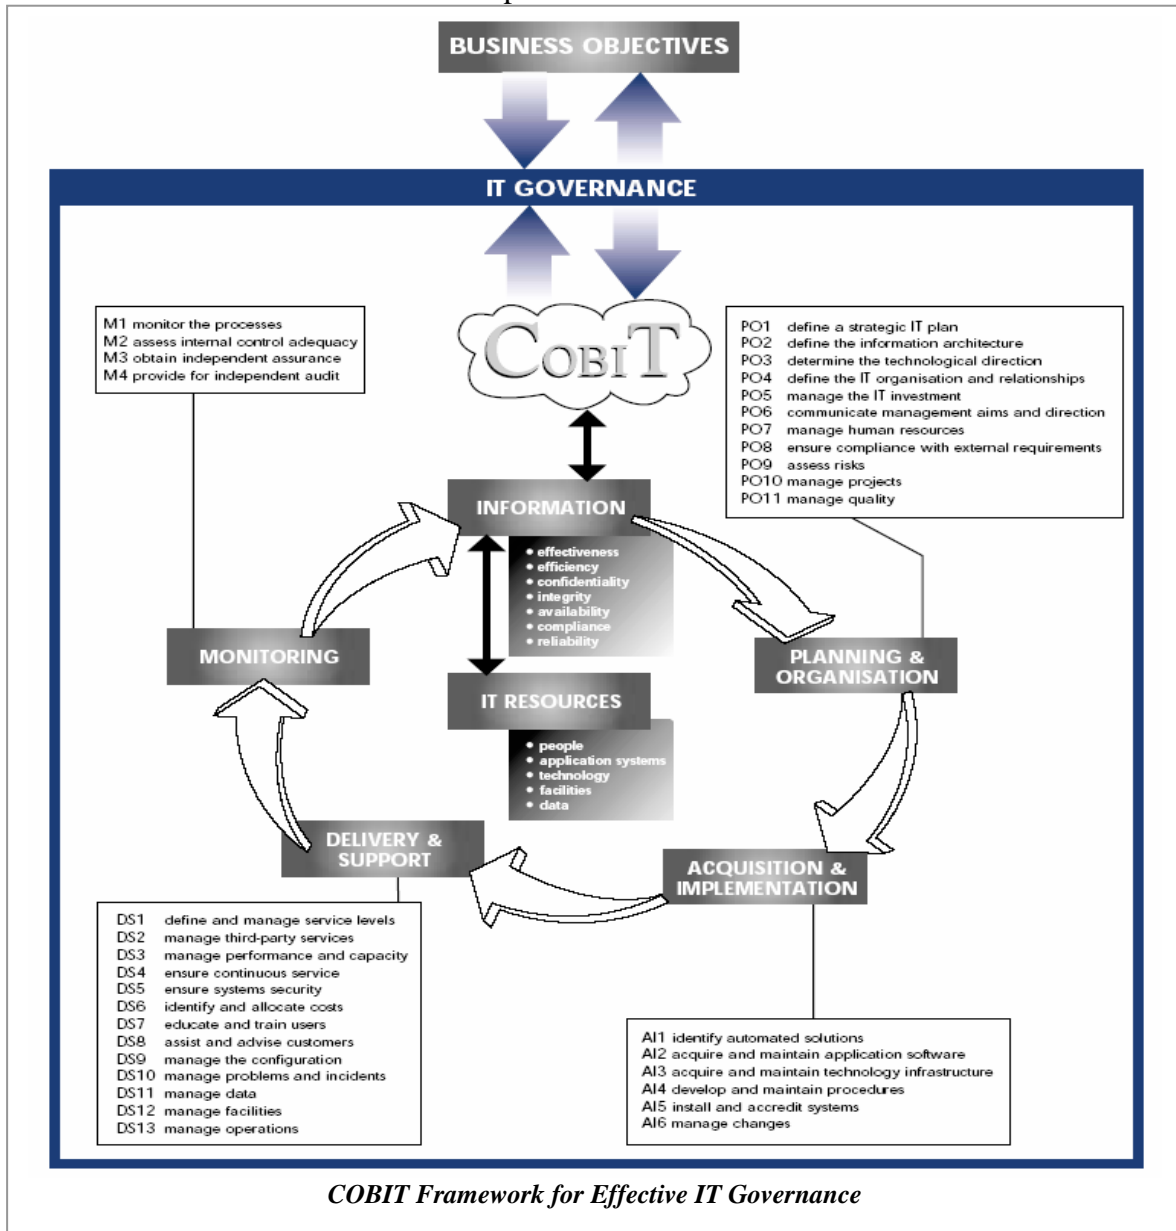 BUSINESS OBJECTIVES
IT GOVERNANCE
COBIT
M1 monitor the processes
M2 assess internal control adequacy
M3 obtain independent assurance
M4 provide for independent audit
PO1 define a strategic IT plan
PO2 define the information architecture
PO3 determine the technological direction
PO4 define the IT organisation and relationships
PO5 manage the IT investment
PO6 communicate management aims and direction
PO7 manage human resources
PO8 ensure compliance with external requirements
PO9 assess risks
PO10 manage projects
PO11 manage quality
INFORMATION
• effectiveness
• efficiency
• confidentiality
• integrity
• availability
• compliance
• reliability
MONITORING
PLANNING &
ORGANISATION
IT RESOURCES
• people
• application systems
• technology
• facilities
• data
DELIVERY &
SUPPORT
ACQUISITION &
IMPLEMENTATION
DS1 define and manage service levels
DS2 manage third-party services
DS3 manage performance and capacity
DS4 ensure continuous service
DS5 ensure systems security
DS6 identify and allocate costs
DS7 educate and train users
DS8 assist and advise customers
DS9 manage the configuration
DS10 manage problems and incidents
DS11 manage data
DS12 manage facilities
DS13 manage operations
AI1 identify automated solutions
AI2 acquire and maintain application software
AI3 acquire and maintain technology infrastructure
AI4 develop and maintain procedures
AI5 install and accredit systems
AI6 manage changes
COBIT Framework for Effective IT Governance